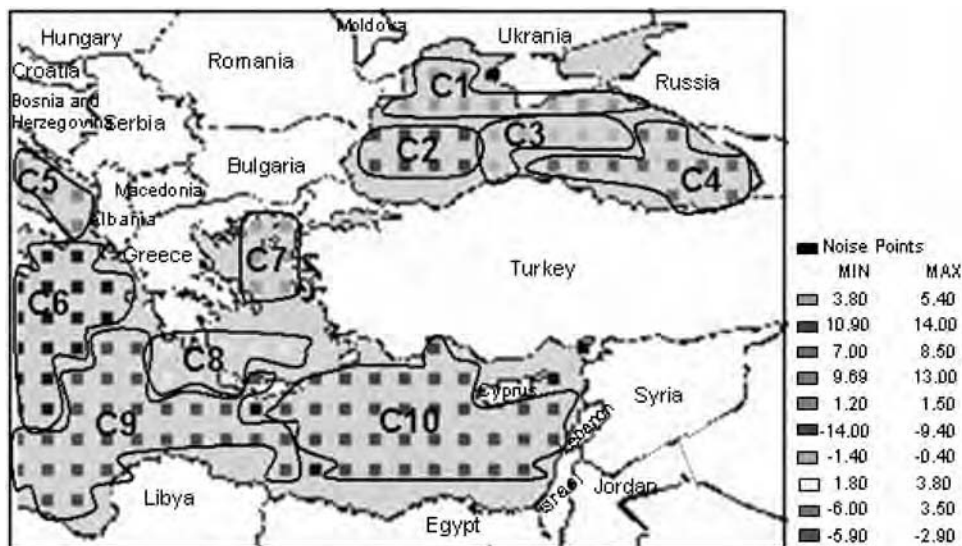 Hungary
Moldova
Ukrania
Romania
Croatia
Russia
Bosnia and
Herzegovina
Serbia
C1
C3
C2
Bulgaria
C4
C5
Macedonia
Albania
Greece
C7
Turkey
C6
C8
Cyprus
Syria
C9
C10
Lebanon
Libya
Israel
Jordan
Egypt
Noise Points
MIN MAX
3.80 5.40
10.90 14.00
7.00 8.50
9.69 13.00
1.20 1.50
-14.00 -9.40
-1.40 -0.40
1.80 3.80
-6.00 3.50
-5.90 -2.90